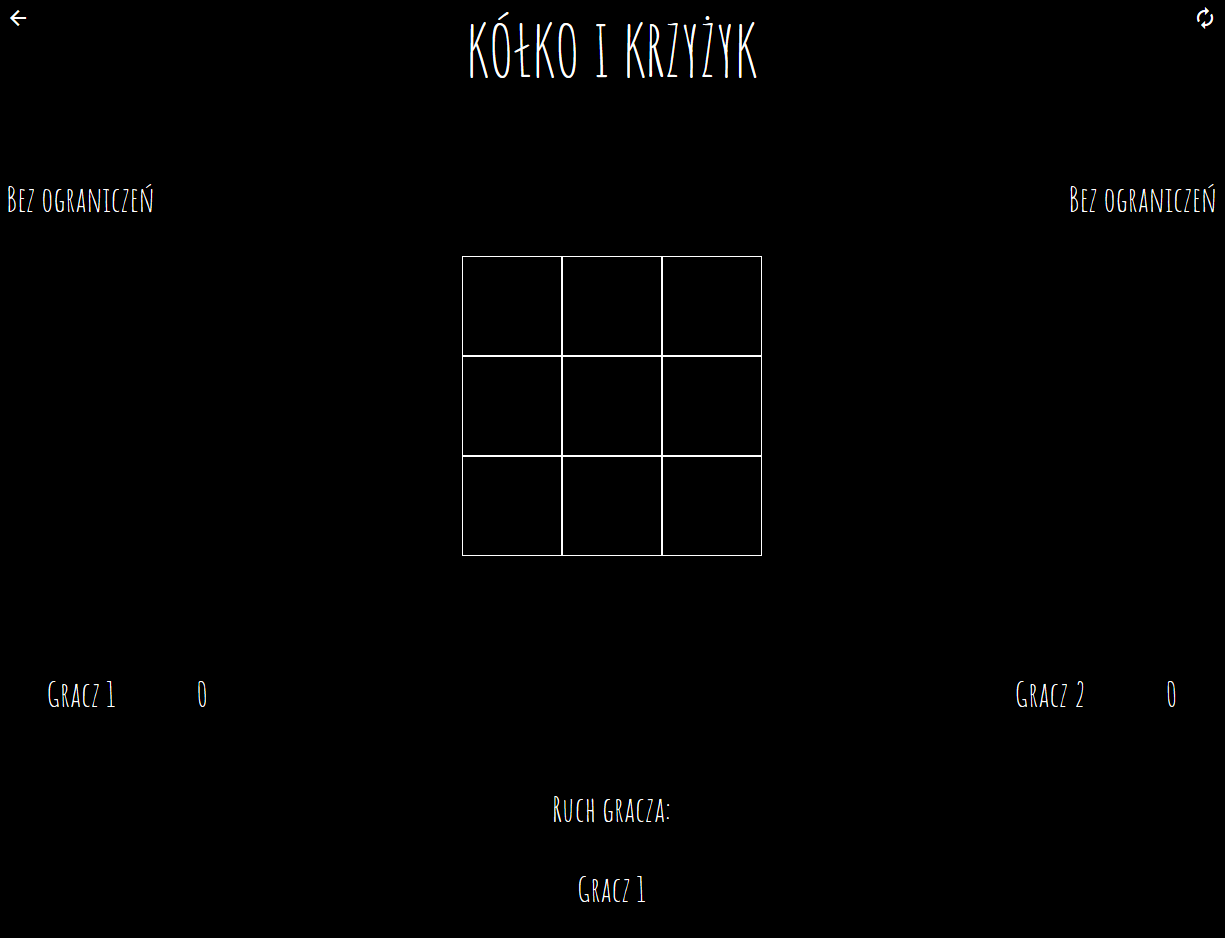 KÓŁKO I KRZYŻYK
Bez ograniczeń
Bez ograniczeń
Gracz 1 0
Gracz 2 0
Ruch gracza:
Gracz 1